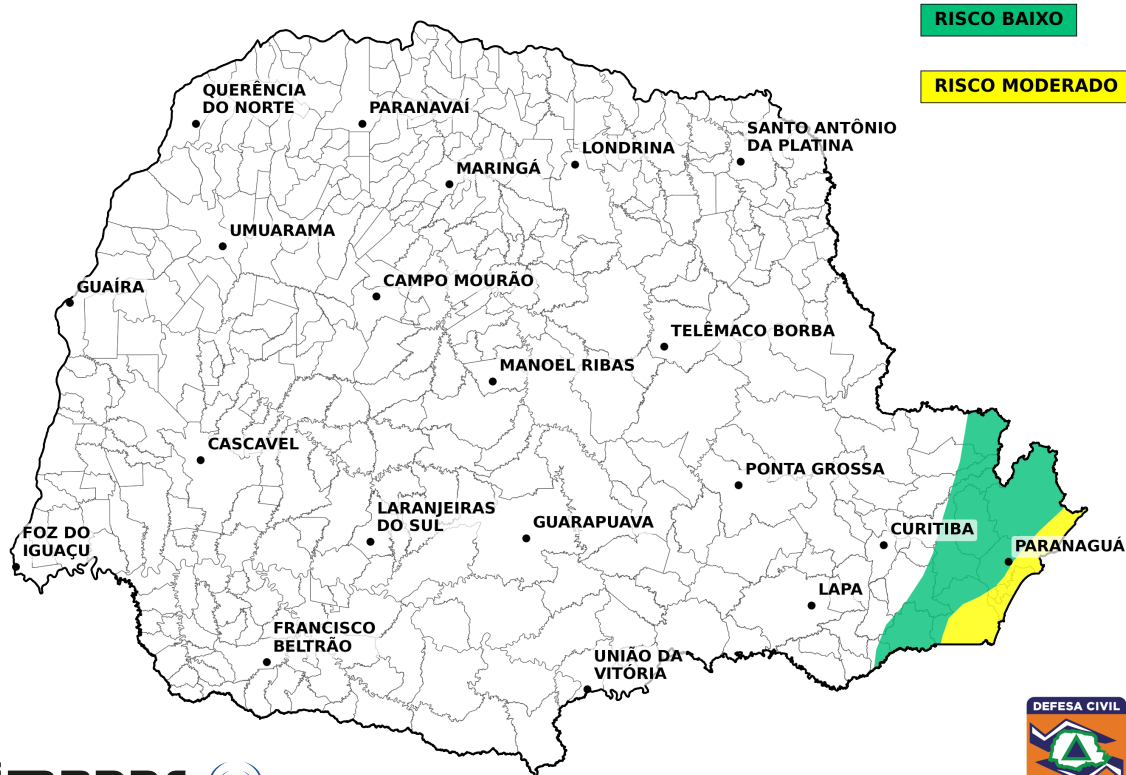 RISCO BAIXO
RISCO MODERADO
QUERÊNCIA
DO NORTE
PARANAVAÍ
SANTO ANTÔNIO
DA PLATINA
LONDRINA
MARINGÁ
UMUARAMA
CAMPO MOURÃO
GUAÍRA
TELÊMACO BORBA
MANOEL RIBAS
CASCAVEL
PONTA GROSSA
LARANJEIRAS
DO SUL
GUARAPUAVA
CURITIBA
FOZ DO
IGUAÇU
PARANAGUÁ
LAPA
FRANCISCO
BELTRÃO
UNIÃO DA
VITÓRIA
DEFESA CIVIL